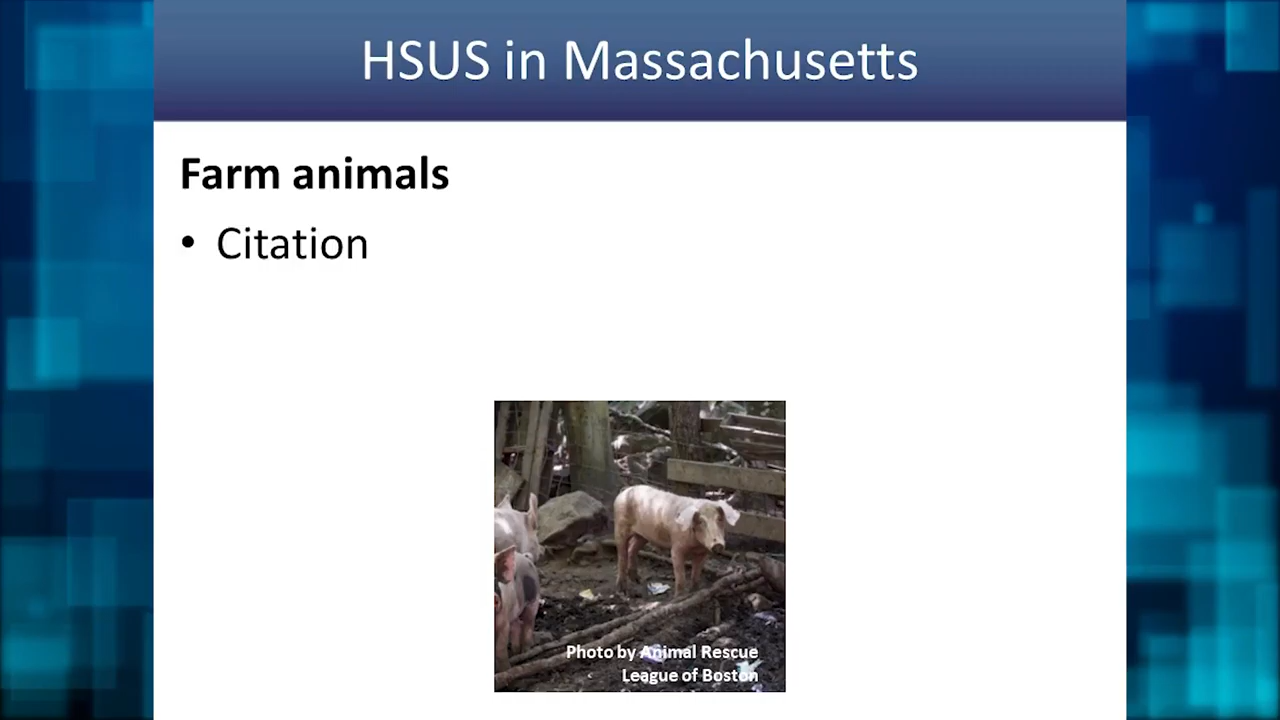 HSUS in Massachusetts
Farm animals
• Citation
Photo by Animal Rescue
League of Boston